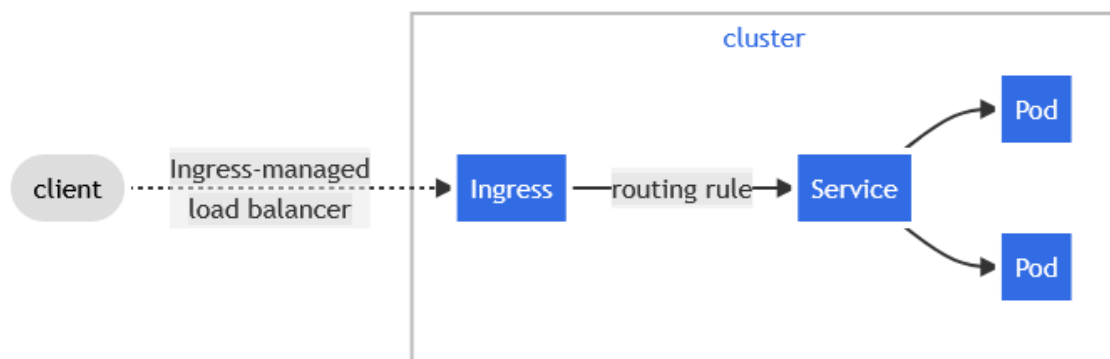 cluster
Pod
client
Ingress-managed
load balancer
Ingress
routing rule
Service
Pod